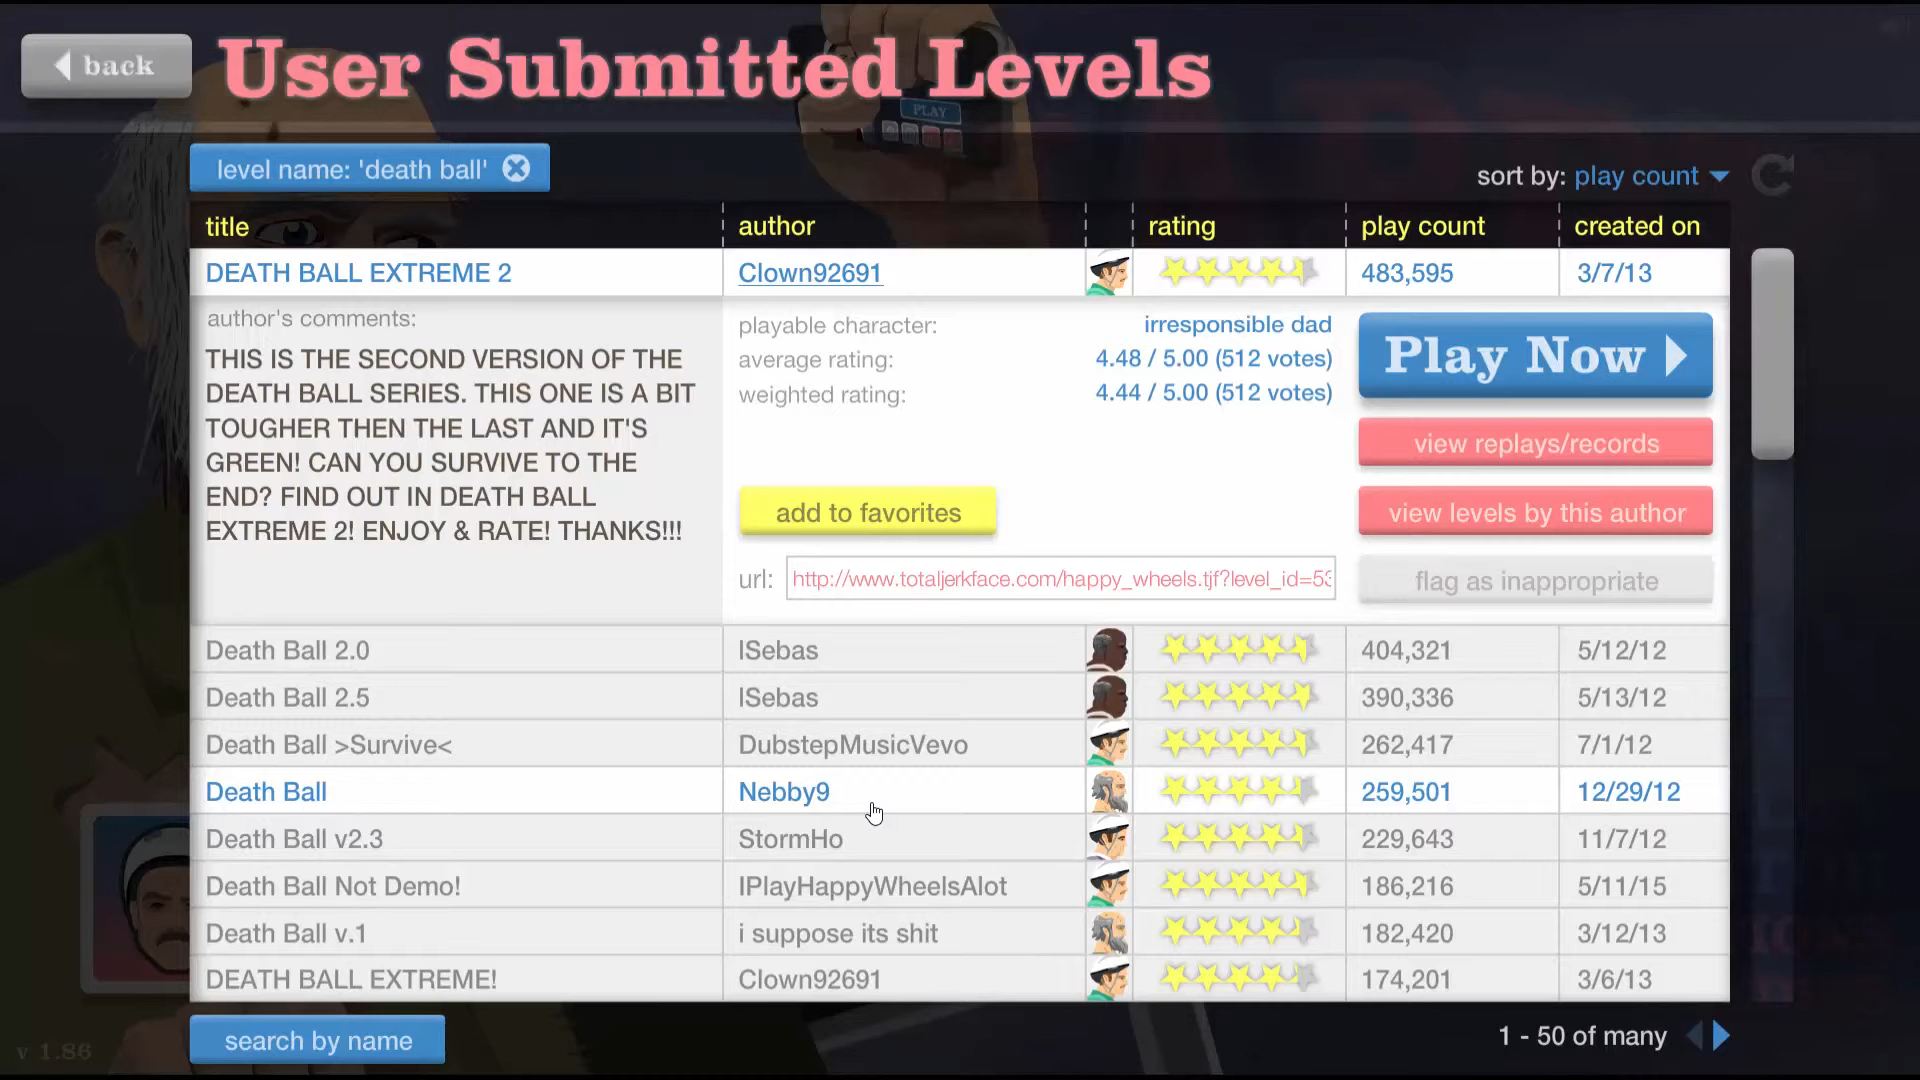 back
User Submitted Levels
PLAY
level name: 'death ball'
sort by: play count
title author rating play count created on
DEATH BALL EXTREME 2 Clown92691 483,595 3/7/13
author's comments:
THIS IS THE SECOND VERSION OF THE
DEATH BALL SERIES. THIS ONE IS A BIT
TOUGHER THEN THE LAST AND IT'S
GREEN! CAN YOU SURVIVE TO THE
END? FIND OUT IN DEATH BALL
EXTREME 2! ENJOY & RATE! THANKS!!!
playable character: irresponsible dad
average rating: 4.48 / 5.00 (512 votes)
weighted rating: 4.44 / 5.00 (512 votes)
add to favorites
url: http://www.totaljerkface.com/happy_wheels.tjf?level_id=53
Play Now
view replays/records
view levels by this author
flag as inappropriate
Death Ball 2.0 ISebas 404,321 5/12/12
Death Ball 2.5 ISebas 390,336 5/13/12
Death Ball >Survive< DubstepMusicVevo 262,417 7/1/12
Death Ball Nebby9 259,501 12/29/12
Death Ball v2.3 StormHo 229,643 11/7/12
Death Ball Not Demo! IPlayHappyWheelsAlot 186,216 5/11/15
Death Ball v.1 i suppose its shit 182,420 3/12/13
DEATH BALL EXTREME! Clown92691 174,201 3/6/13
search by name
1 - 50 of many
v 1.86